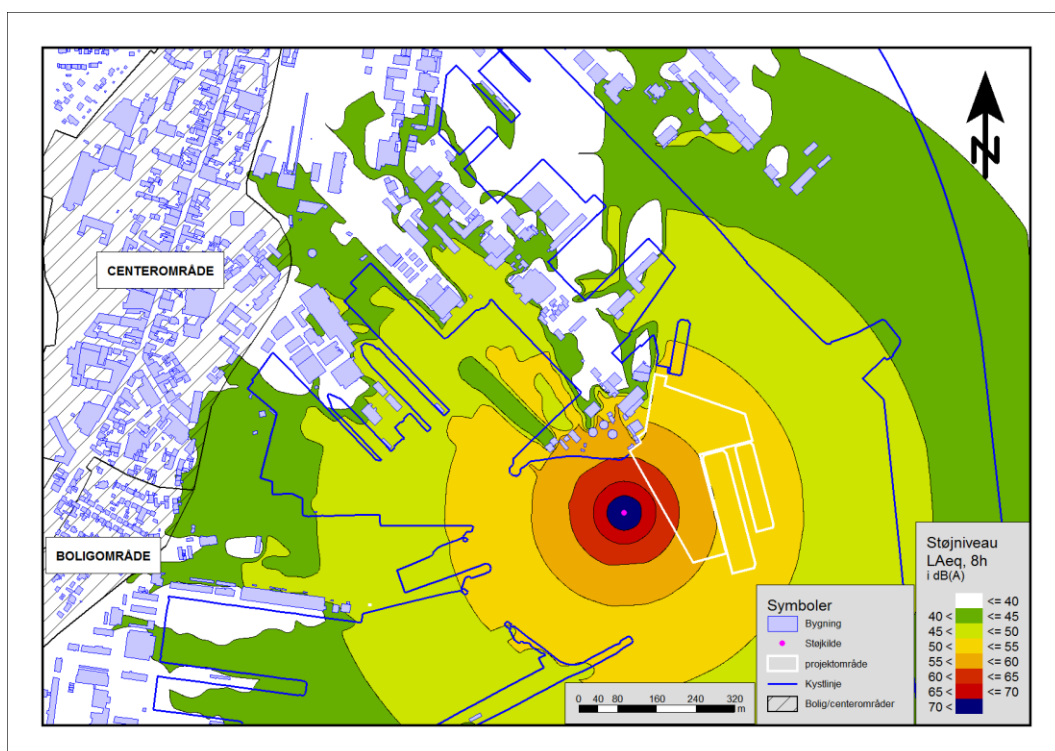 N
CENTEROMRÅDE
BOLIGOMRÅDE
Støjniveau
LAeq, 8h
i dB(A)
<= 40
40 < <= 45
45 < <= 50
50 < <= 55
55 < <= 60
60 < <= 65
65 < <= 70
70 <
Symboler
Bygning
Støjkilde
projektområde
Kystlinje
Bolig/centerområder
0 40 80 160 240 320
m